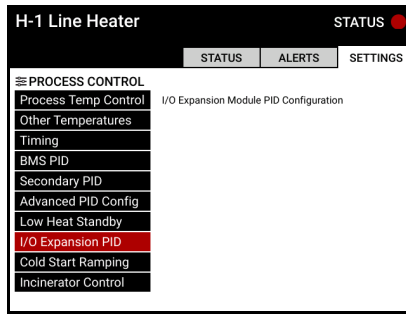 H-1 Line Heater
STATUS
STATUS
ALERTS
SETTINGS
PROCESS CONTROL
Process Temp Control
Other Temperatures
Timing
BMS PID
Secondary PID
Advanced PID Config
Low Heat Standby
I/O Expansion PID
Cold Start Ramping
Incinerator Control
I/O Expansion Module PID Configuration